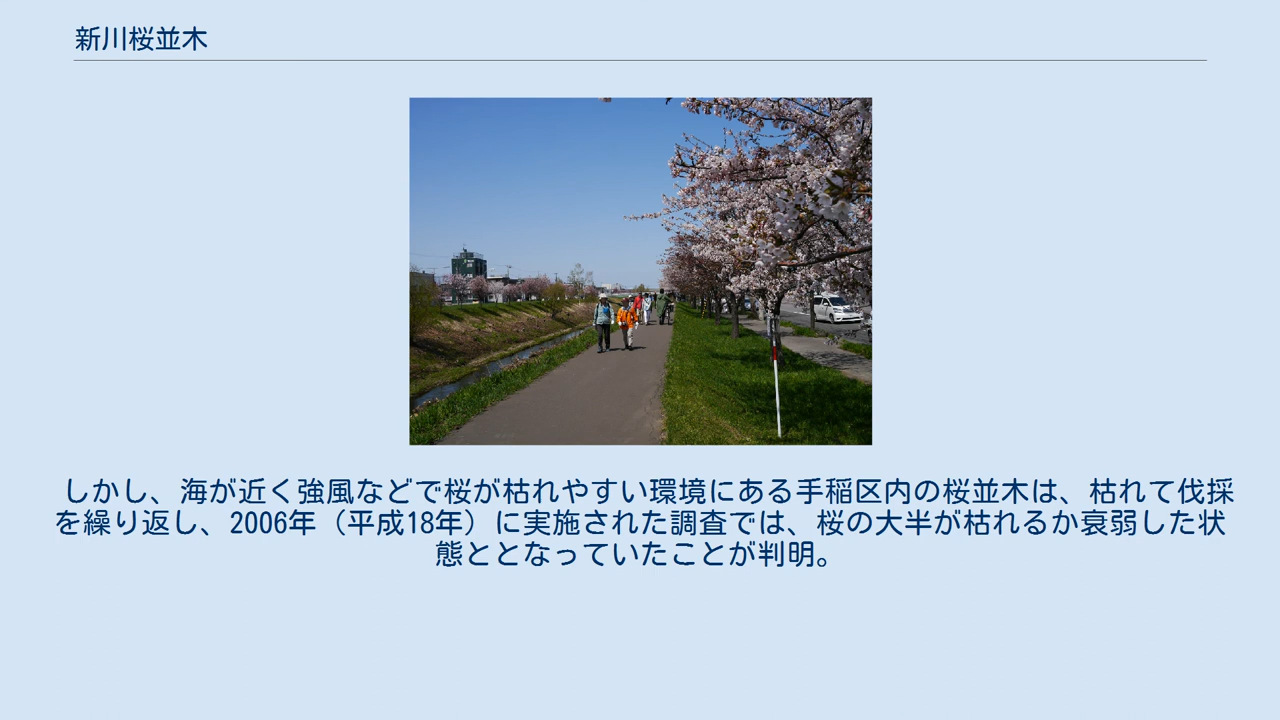 新川桜並木
しかし、海が近く強風などで桜が枯れやすい環境にある手稲区内の桜並木は、枯れて伐採
を繰り返し、2006年（平成18年）に実施された調査では、桜の大半が枯れるか衰弱した状
態ととなっていたことが判明。